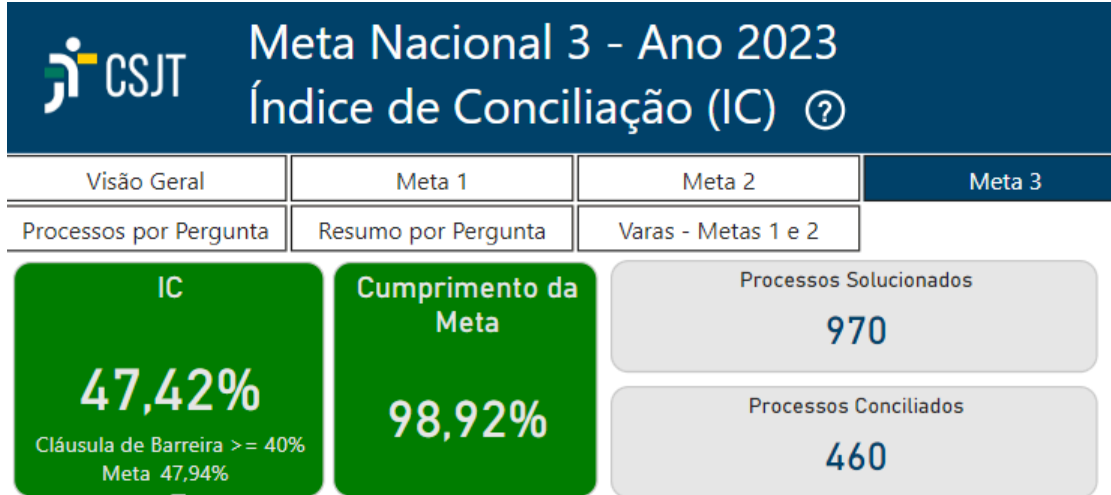 CSJT
Meta Nacional 3 - Ano 2023
Índice de Conciliação (IC) ?
Visão Geral
Meta 1
Meta 2
Meta 3
Processos por Pergunta
Resumo por Pergunta
Varas - Metas 1 e 2
IC
47,42%
Cláusula de Barreira >= 40%
Meta 47,94%
Cumprimento da
Meta
98,92%
Processos Solucionados
970
Processos Conciliados
460